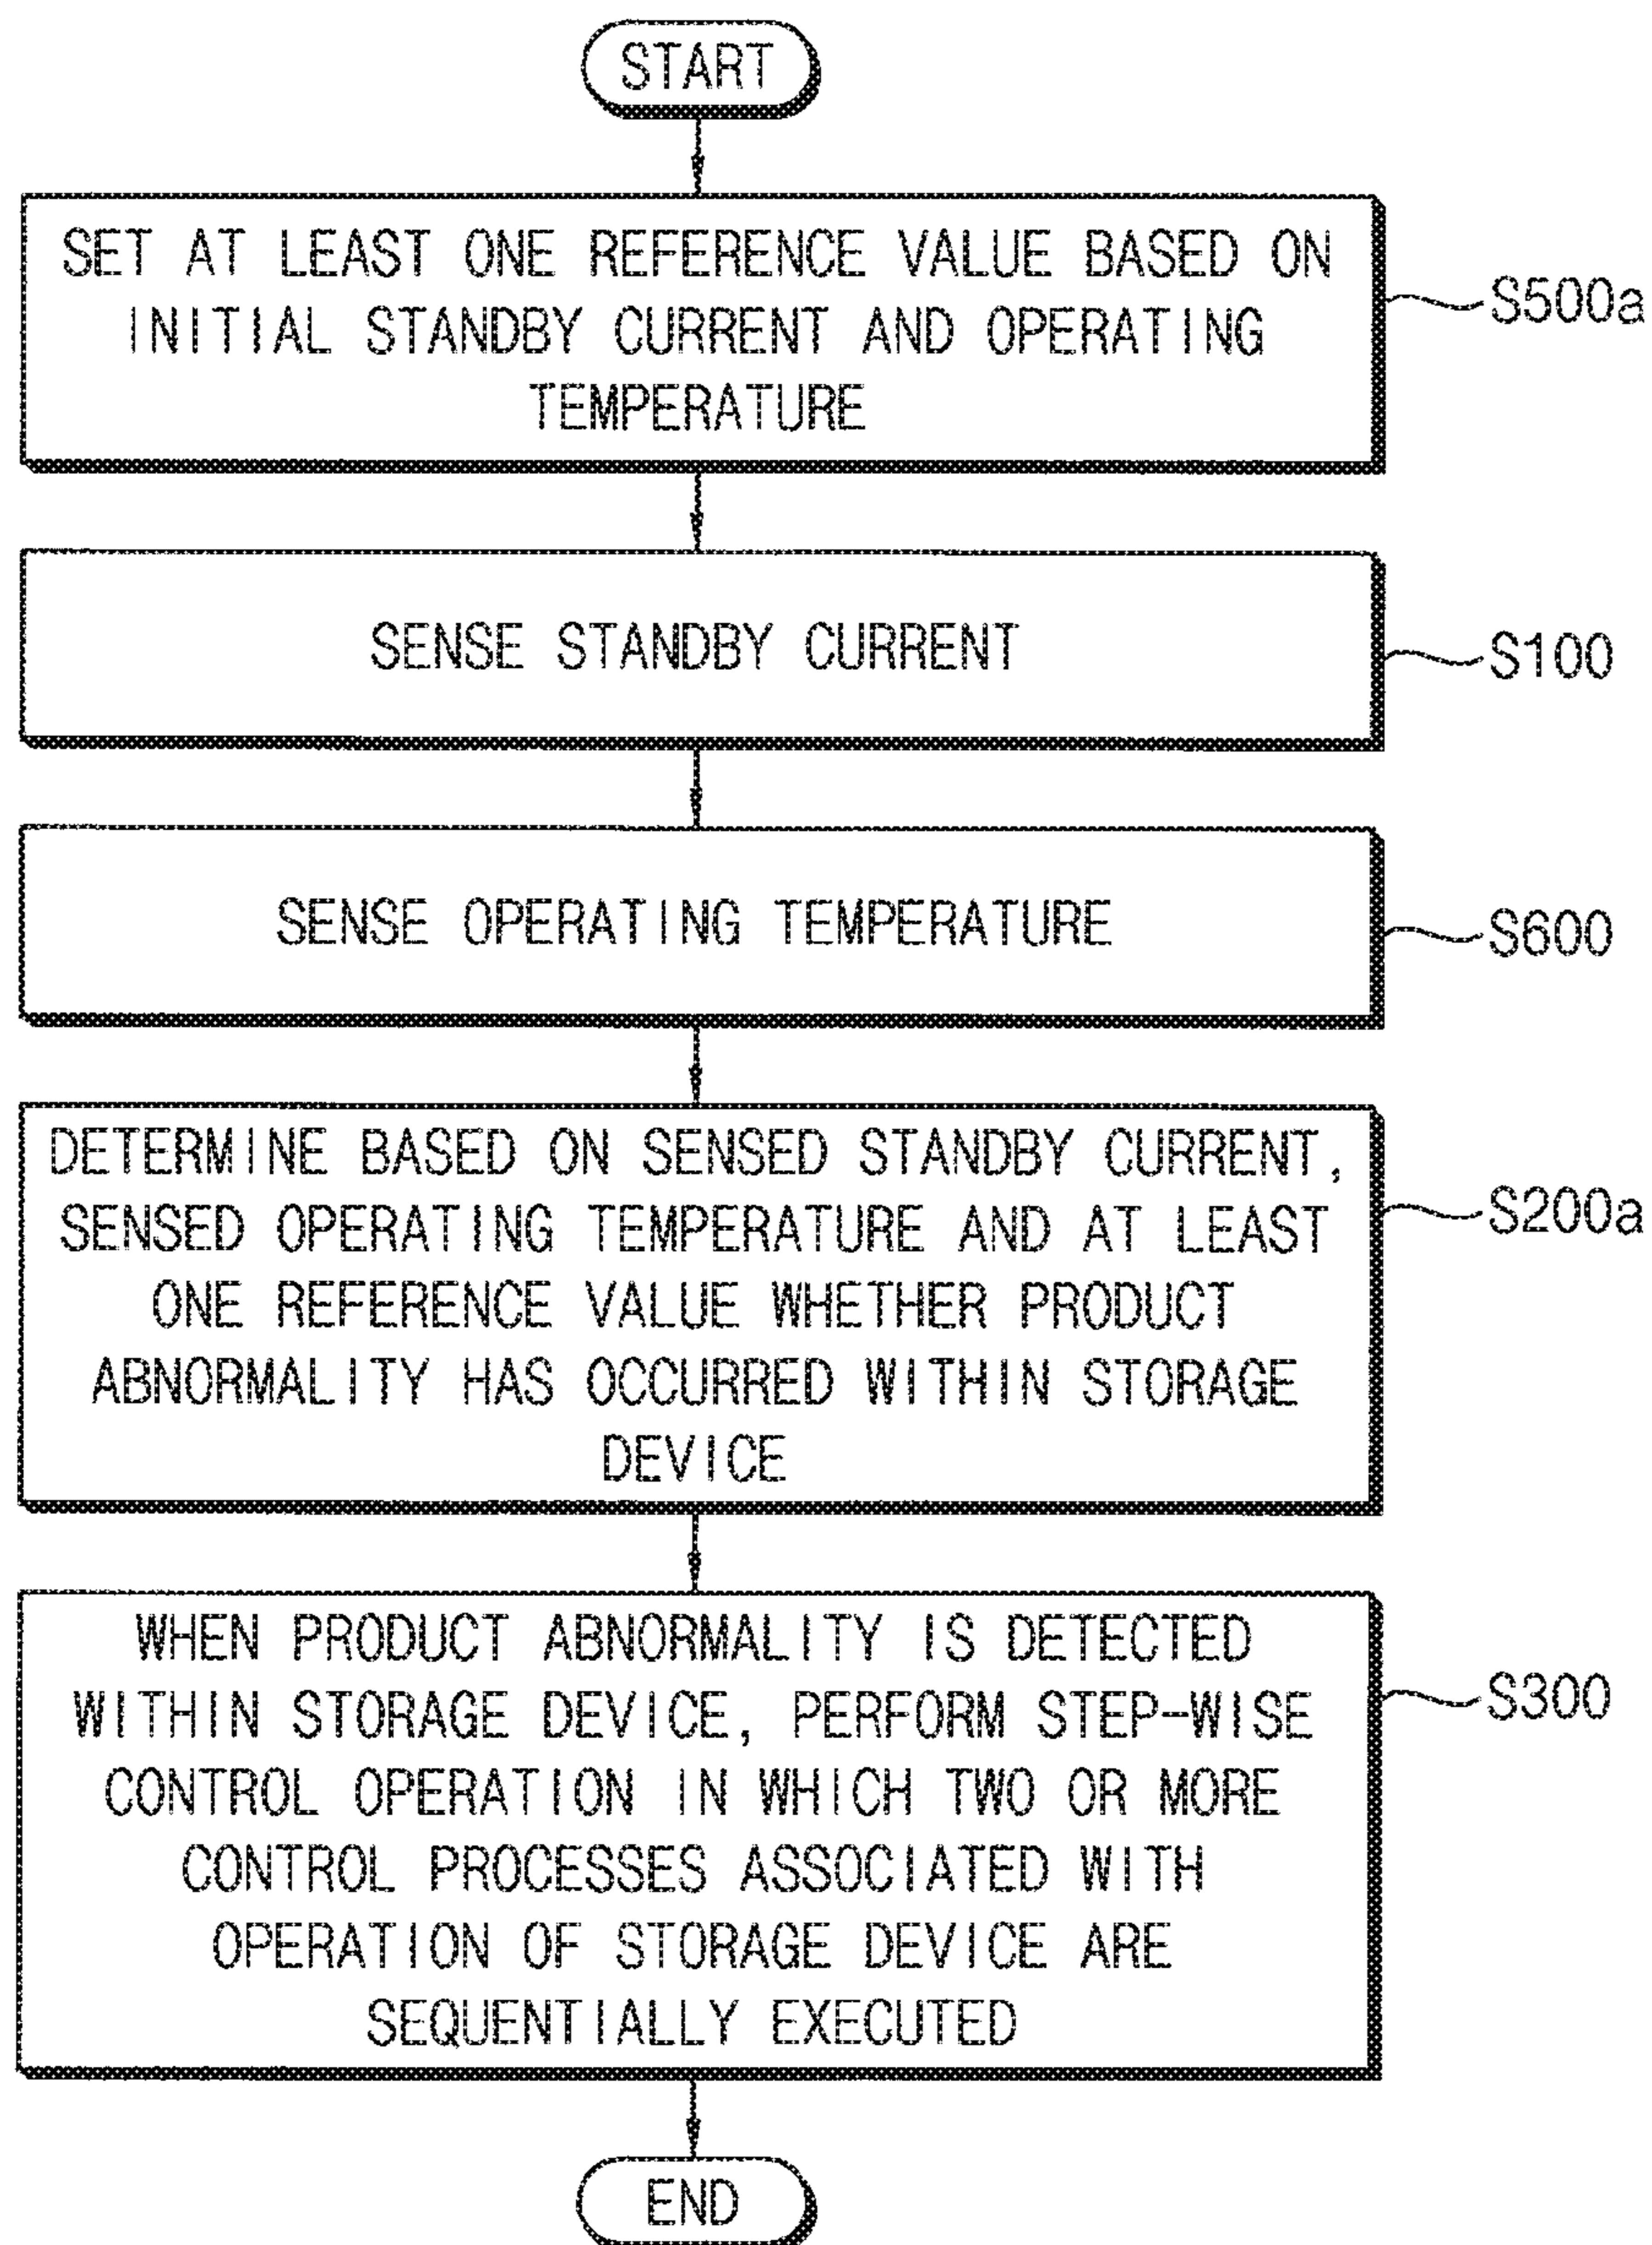 START
SET AT LEAST ONE REFERENCE VALUE BASED ON
INITIAL STANDBY CURRENT AND OPERATING
TEMPERATURE
S500a
SENSE STANDBY CURRENT
S100
SENSE OPERATING TEMPERATURE
S600
DETERMINE BASED ON SENSED STANDBY CURRENT,
SENSED OPERATING TEMPERATURE AND AT LEAST
ONE REFERENCE VALUE WHETHER PRODUCT
ABNORMALITY HAS OCCURRED WITHIN STORAGE
DEVICE
S200a
WHEN PRODUCT ABNORMALITY IS DETECTED
WITHIN STORAGE DEVICE, PERFORM STEP-WISE
CONTROL OPERATION IN WHICH TWO OR MORE
CONTROL PROCESSES ASSOCIATED WITH
OPERATION OF STORAGE DEVICE ARE
SEQUENTIALLY EXECUTED
S300
END